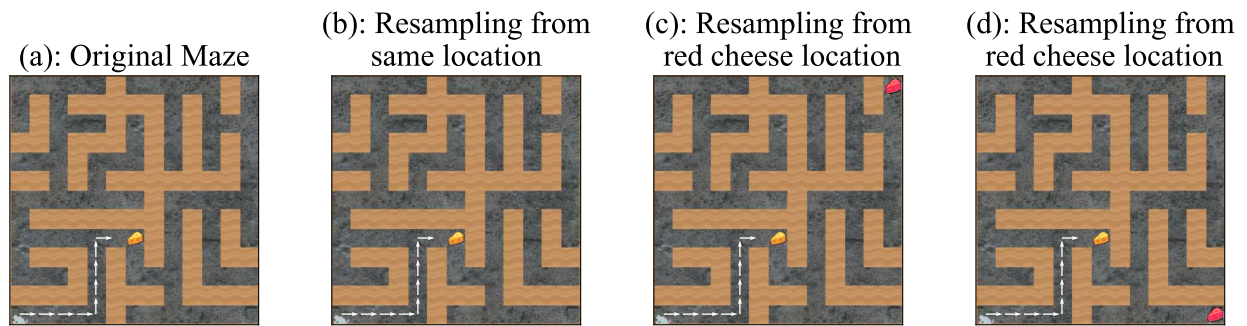 (a): Original Maze
(b): Resampling from
same location
(c): Resampling from
red cheese location
(d): Resampling from
red cheese location